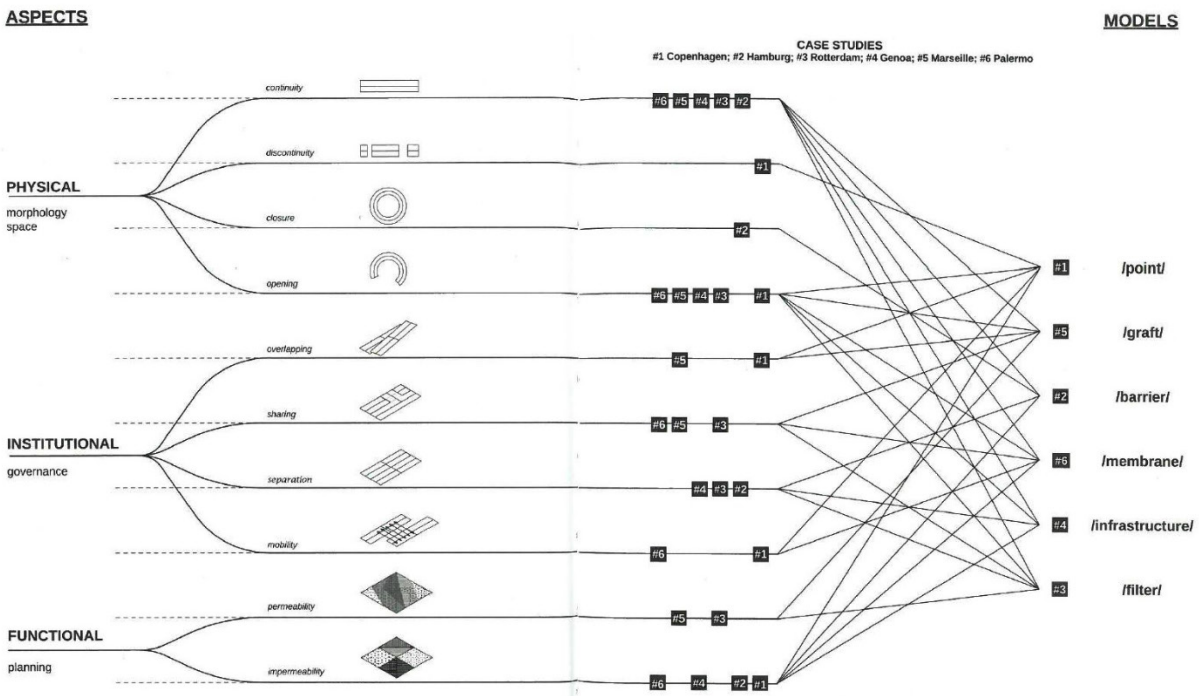 ASPECTS
MODELS
CASE STUDIES
#1 Copenhagen; #2 Hamburg; #3 Rotterdam; #4 Genoa; #5 Marseille; #6 Palermo
continuity
#6 #5 #4 #3 #2
discontinuity
#1
PHYSICAL
morphology
space
closure
#2
opening
#6 #5 #4 #3 #1
overlapping
#5 #1
sharing
#6 #5 #3
INSTITUTIONAL
governance
separation
#4 #3 #2
mobility
#6 #1
permeability
#5 #3
FUNCTIONAL
planning
impermeability
#6 #4 #2 #1
#1 /point/
#5 /graft/
#2 /barrier/
#6 /membrane/
#4 /infrastructure/
#3 /filter/